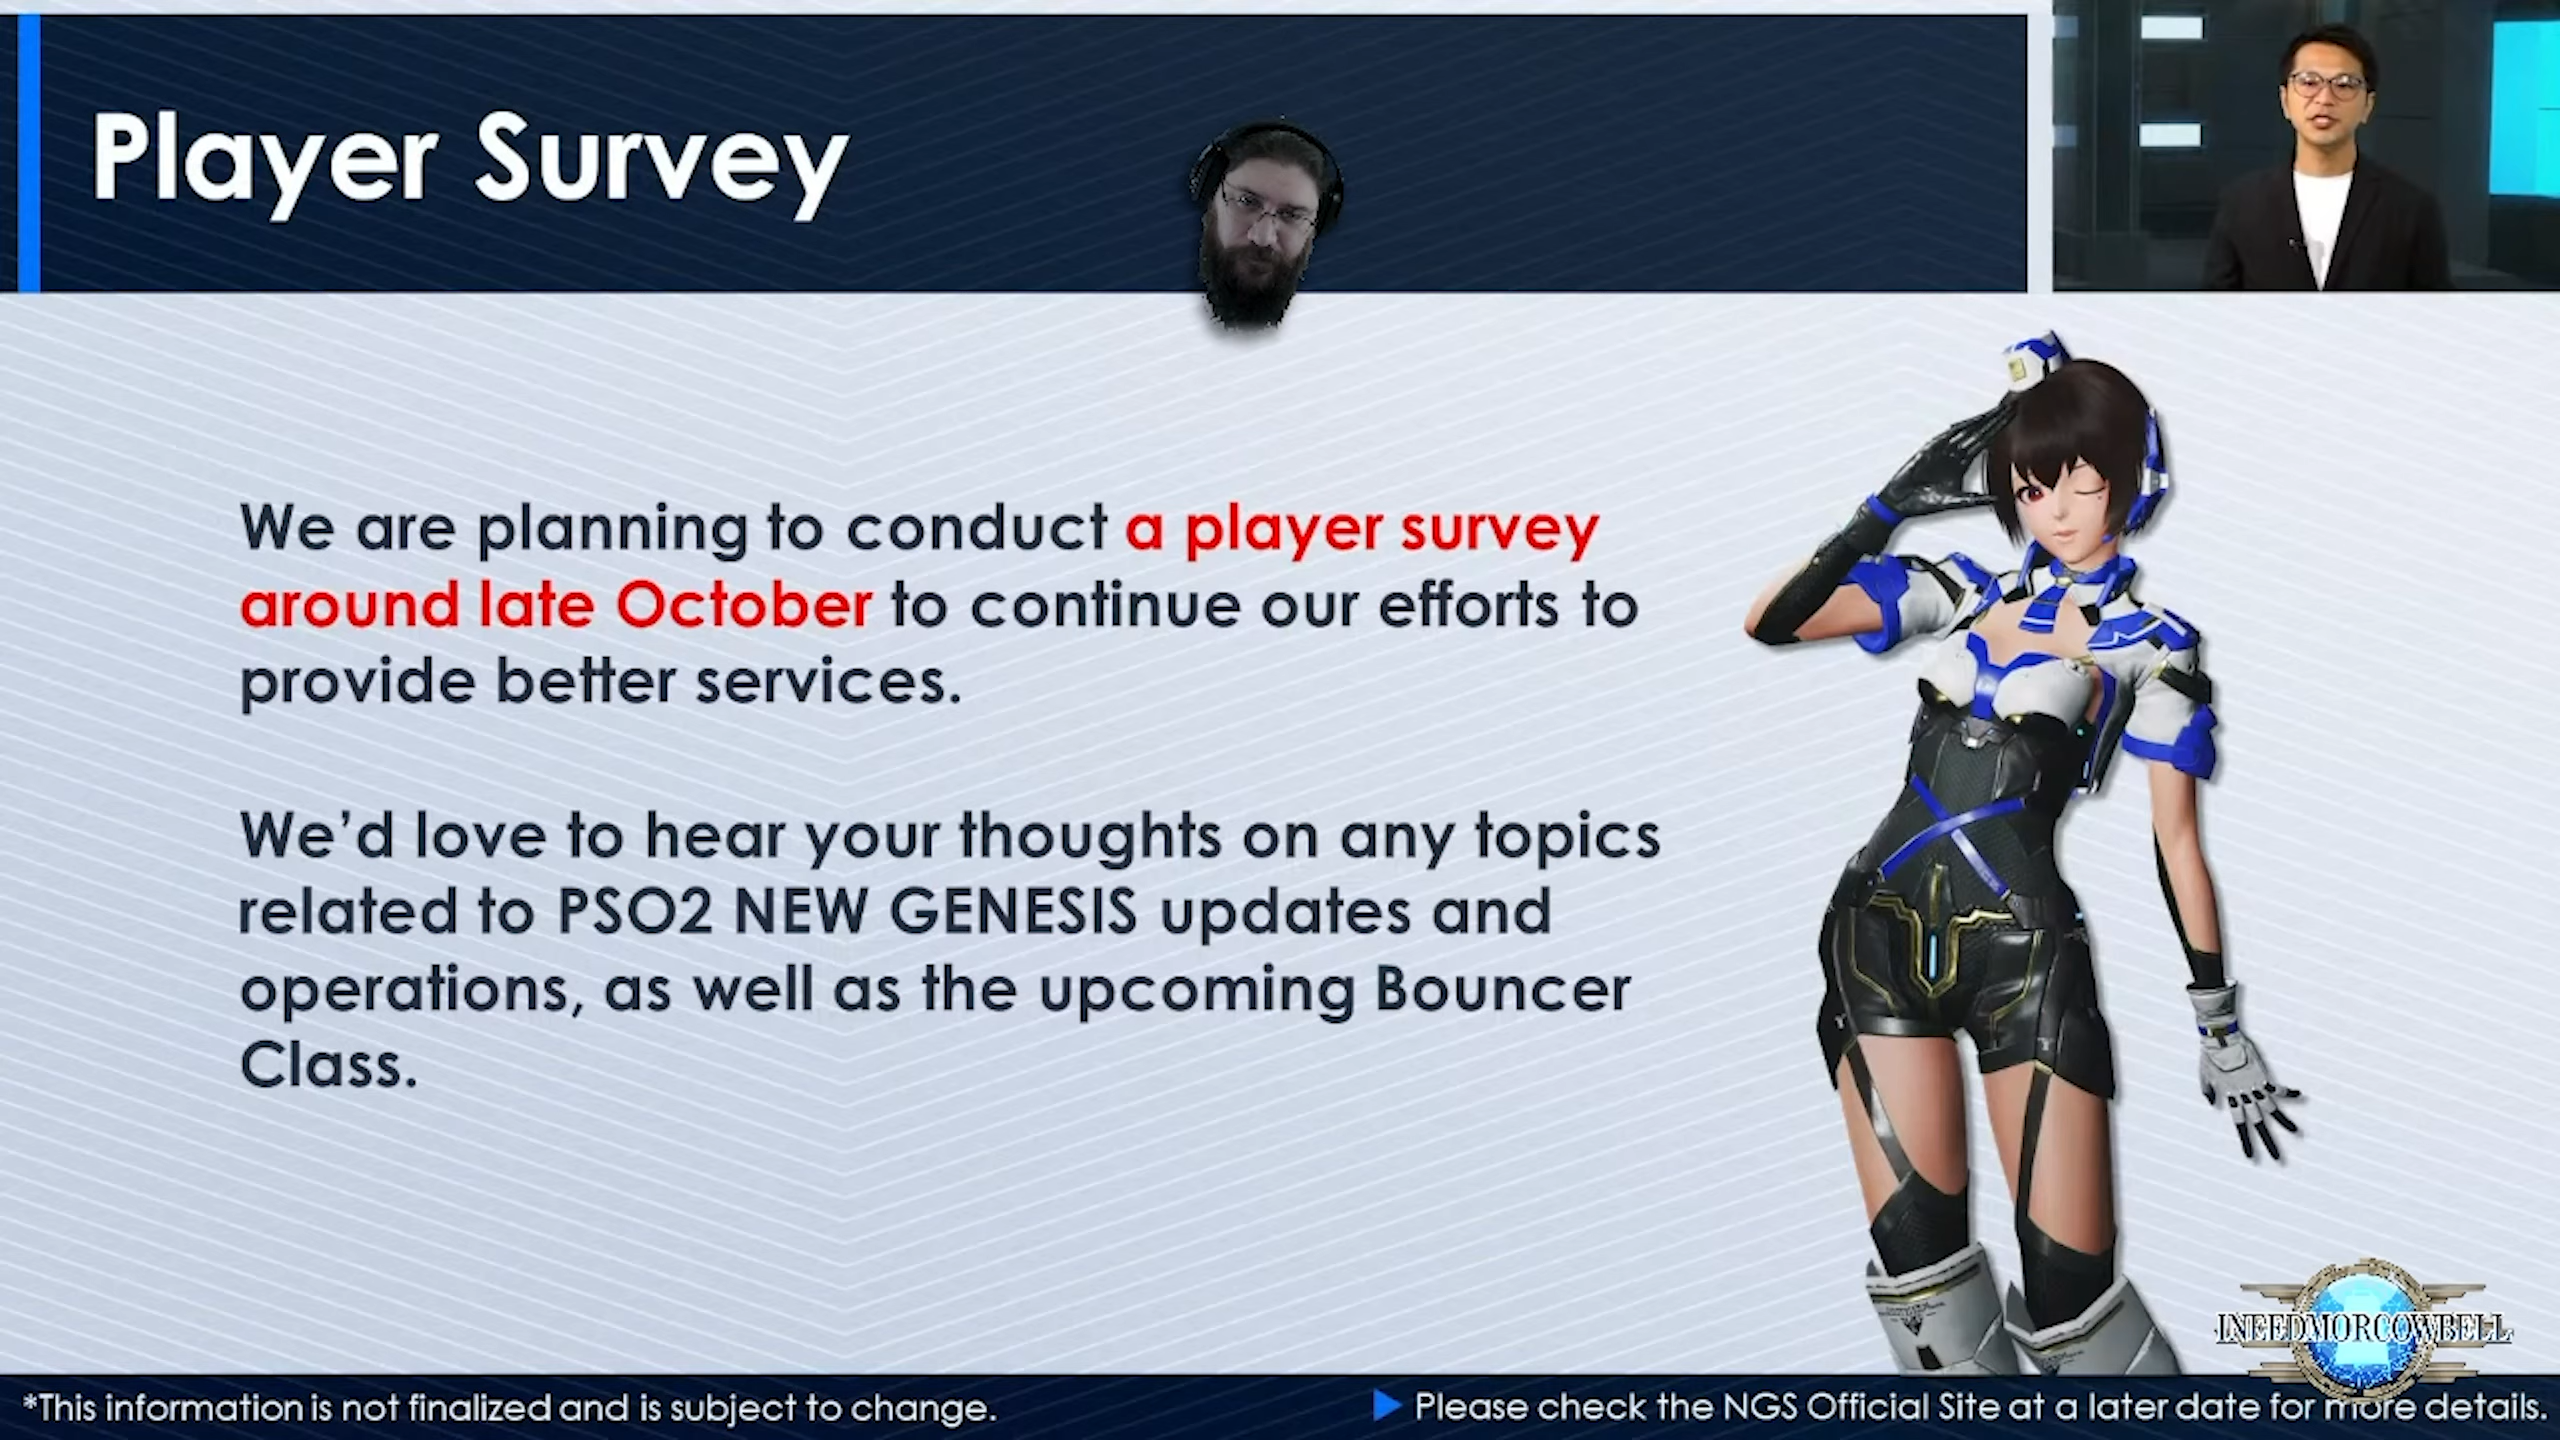 Player Survey
We are planning to conduct a player survey
around late October to continue our efforts to
provide better services.
We’d love to hear your thoughts on any topics
related to PSO2 NEW GENESIS updates and
operations, as well as the upcoming Bouncer
Class.
INEEDMORCOWBELL
*This information is not finalized and is subject to change.
Please check the NGS Official Site at a later date for more details.